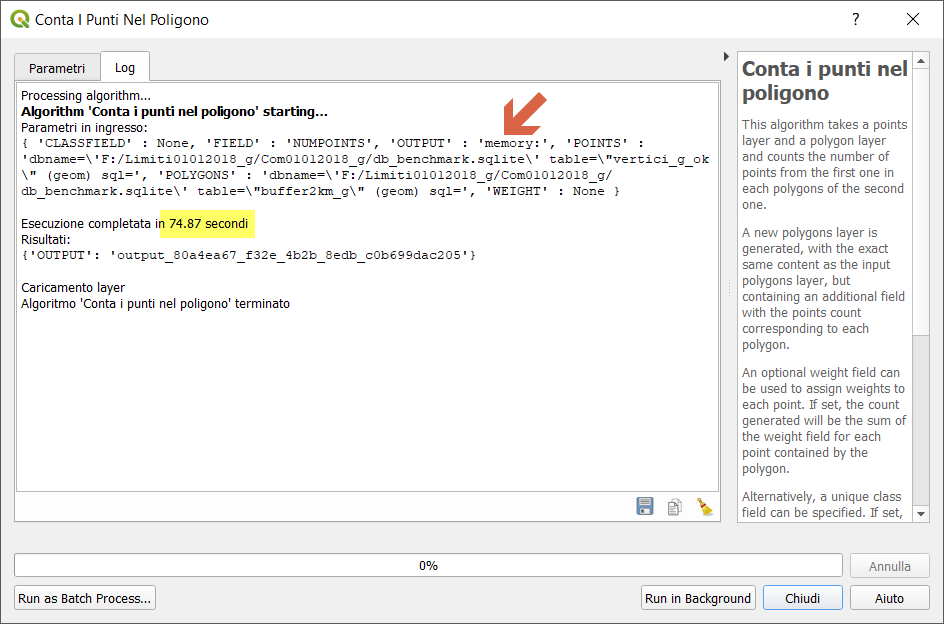 Conta I Punti Nel Poligono
?
Parametri
Log
Processing algorithm...
Algorithm 'Conta i punti nel poligono' starting...
Parametri in ingresso:
{ 'CLASSFIELD' : None, 'FIELD' : 'NUMPOINTS', 'OUTPUT' : 'memory:', 'POINTS' :
'dbname=\'F:/Limiti01012018_g/Com01012018_g/db_benchmark.sqlite\' table=\"vertici_g_ok
\" (geom) sql=', 'POLYGONS' : 'dbname=\'F:/Limiti01012018_g/Com01012018_g/
db_benchmark.sqlite\' table=\"buffer2km_g\" (geom) sql=', 'WEIGHT' : None }
Esecuzione completata in 74.87 secondi
Risultati:
{'OUTPUT': 'output_80a4ea67_f32e_4b2b_8edb_c0b699dac205'}
Caricamento layer
Algoritmo 'Conta i punti nel poligono' terminato
Conta i punti nel
poligono
This algorithm takes a points
layer and a polygon layer
and counts the number of
points from the first one in
each polygons of the second
one.
A new polygons layer is
generated, with the exact
same content as the input
polygons layer, but
containing an additional field
with the points count
corresponding to each
polygon.
An optional weight field can
be used to assign weights to
each point. If set, the count
generated will be the sum of
the weight field for each
point contained by the
polygon.
Alternatively, a unique class
field can be specified. If set,
0%
Annulla
Run as Batch Process...
Run in Background
Chiudi
Aiuto